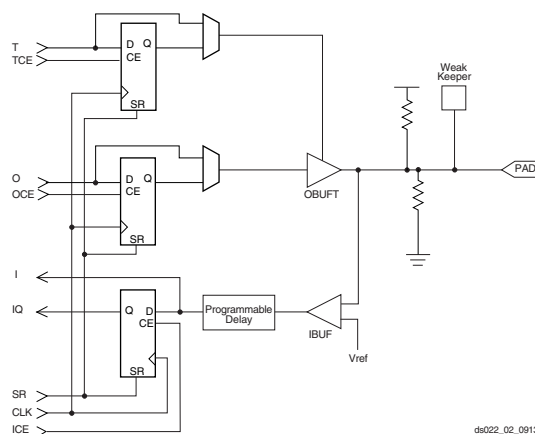 T
TCE
D Q
CE
SR
Weak
Keeper
O
OCE
D Q
CE
SR
OBUFT
PAD
I
IQ
Q D
CE
SR
Programmable
Delay
IBUF
Vref
SR
CLK
ICE